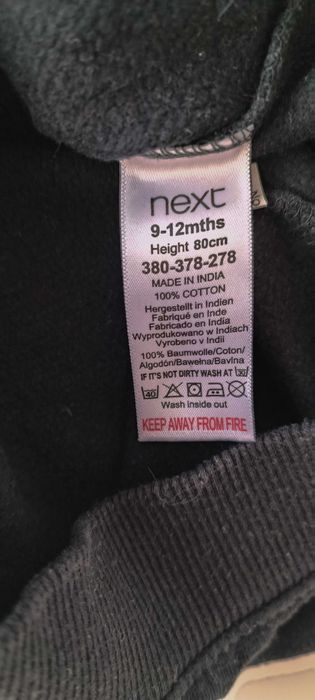 next
9-12mths
Height 80cm
380-378-278
MADE IN INDIA
100% COTTON
Hergestellt in Indien
Fabriqué en Inde
Fabricado en India
Wyprodukowano w Indiach
Vyrobeno v Indii
100% Baumwolle/Coton/
Algodón/Bawełna/Bavlna
IF IT'S NOT DIRTY WASH AT 30
40
Wash inside out
KEEP AWAY FROM FIRE